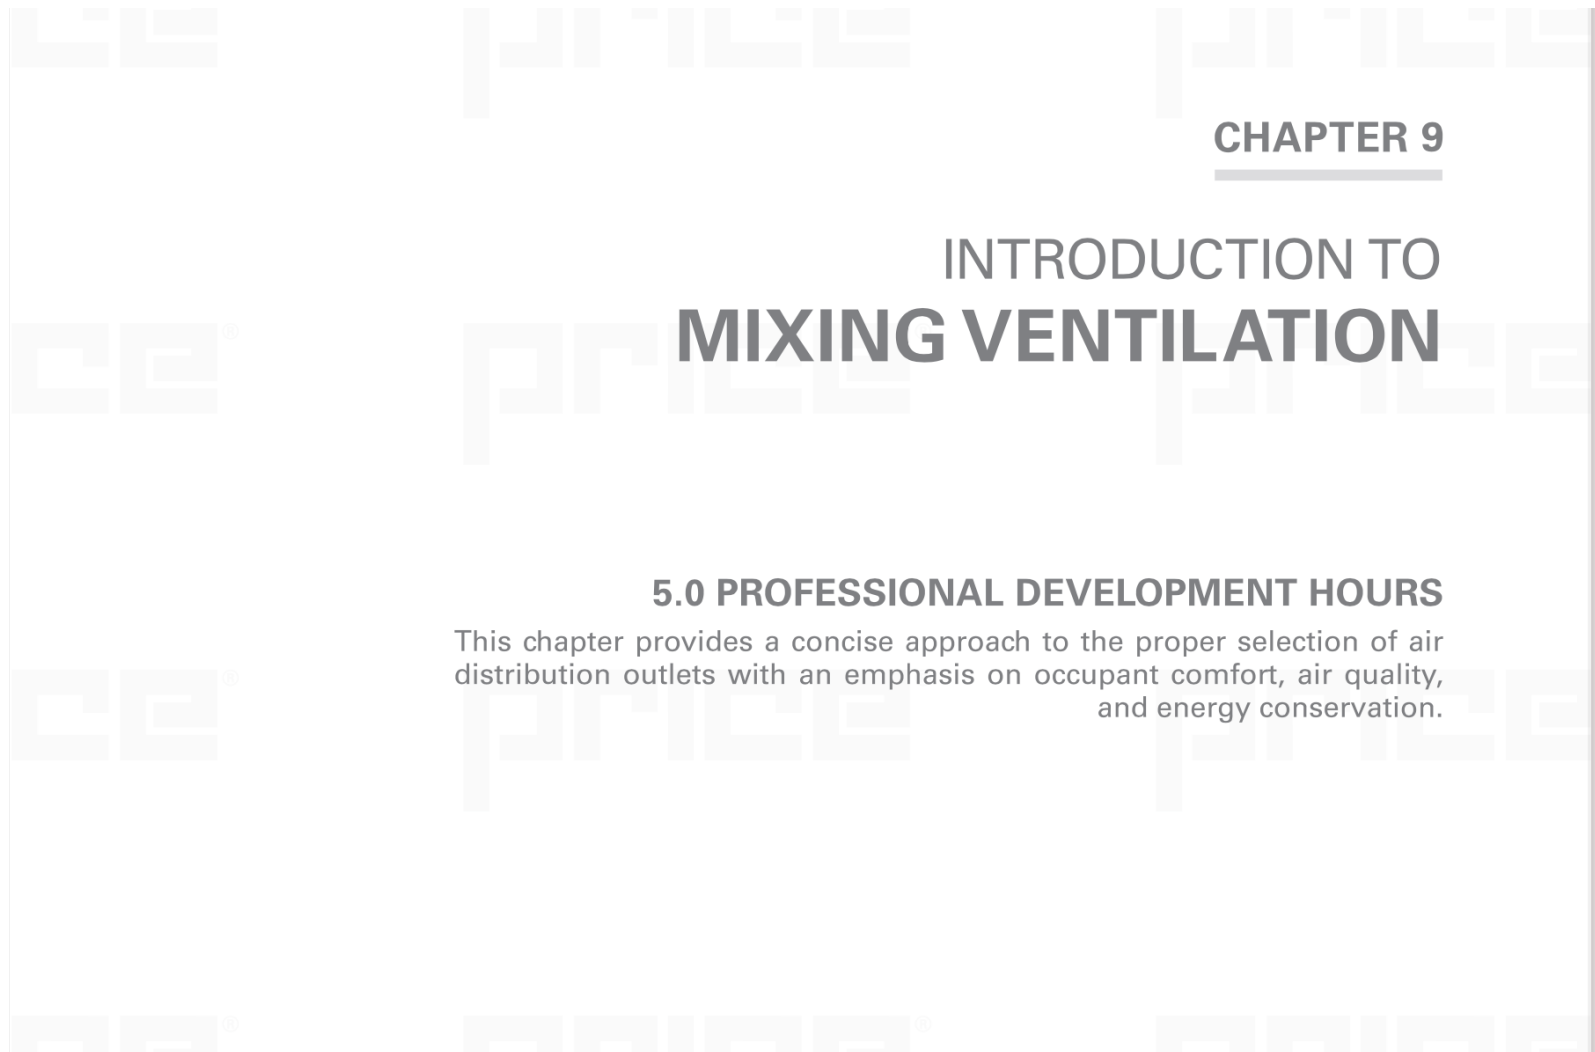 CHAPTER 9
INTRODUCTION TO
MIXING VENTILATION
5.0 PROFESSIONAL DEVELOPMENT HOURS
This chapter provides a concise approach to the proper selection of air
distribution outlets with an emphasis on occupant comfort, air quality,
and energy conservation.